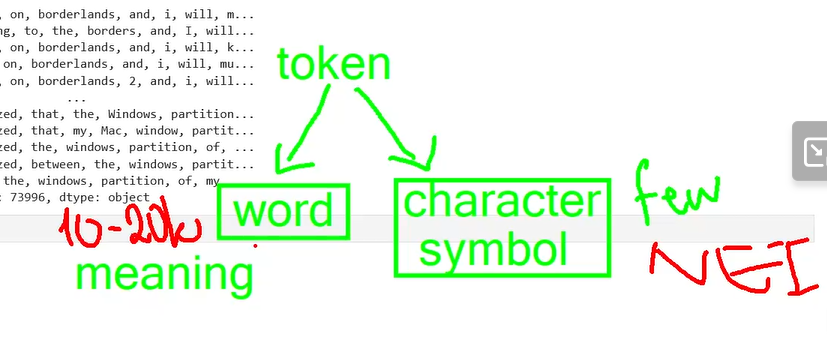 , on, borderlands, and, i, will, m...
ng, to, the, borders, and, I, will...
, on, borderlands, and, i, will, k...
on, borderlands, and, i, will, mu...
, on, borderlands, 2, and, i, will...
...
zed, that, the, Windows, partition...
zed, that, my, Mac, window, partit...
zed, the, windows, partition, of, ...
zed, between, the, windows, partit...
the, windows, partition, of, my
: 73996, dtype: object
token
word
character
symbol
few
10-20k
meaning
NEI